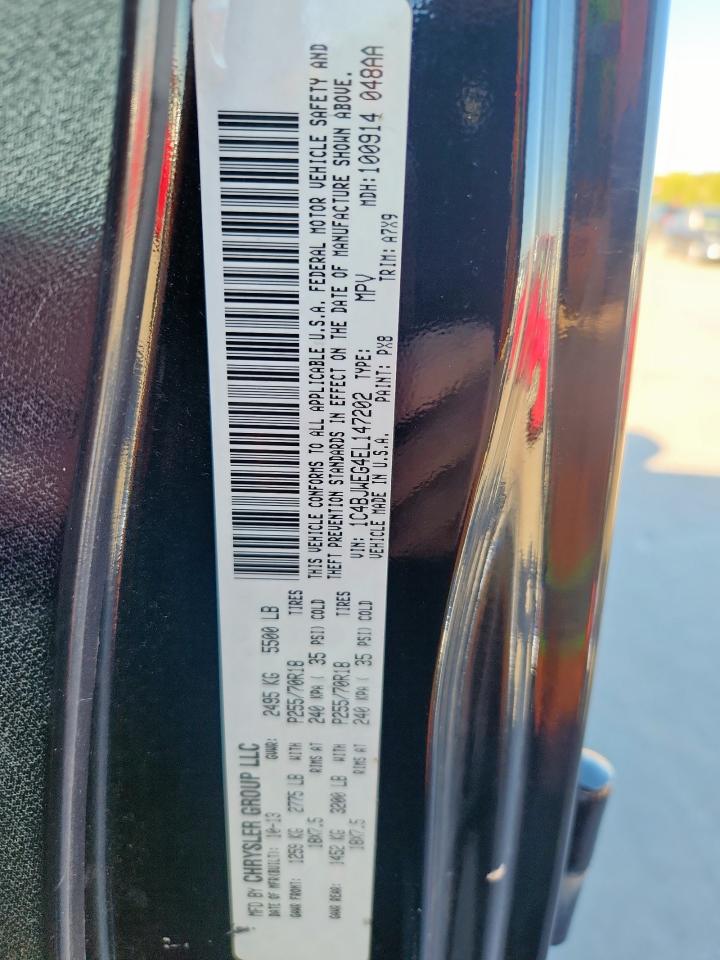 MFD BY CHRYSLER GROUP LLC
DATE OF MFR(BUILT): 10-13 GVWR: 2495 KG 5500 LB
GAWR FRONT: 1259 KG 2775 LB WITH P255/70R18 TIRES
18X7.5 RIMS AT 240 KPA ( 35 PSI) COLD
GAWR REAR: 1452 KG 3200 LB WITH P255/70R18 TIRES
18X7.5 RIMS AT 240 KPA ( 35 PSI) COLD
THIS VEHICLE CONFORMS TO ALL APPLICABLE U.S.A. FEDERAL MOTOR VEHICLE SAFETY AND
THEFT PREVENTION STANDARDS IN EFFECT ON THE DATE OF MANUFACTURE SHOWN ABOVE.
VIN: 1C4BJWEG4EL147202 TYPE: MPV MDH:100914 048AA
VEHICLE MADE IN U.S.A. PAINT: PX8 TRIM: A7X9